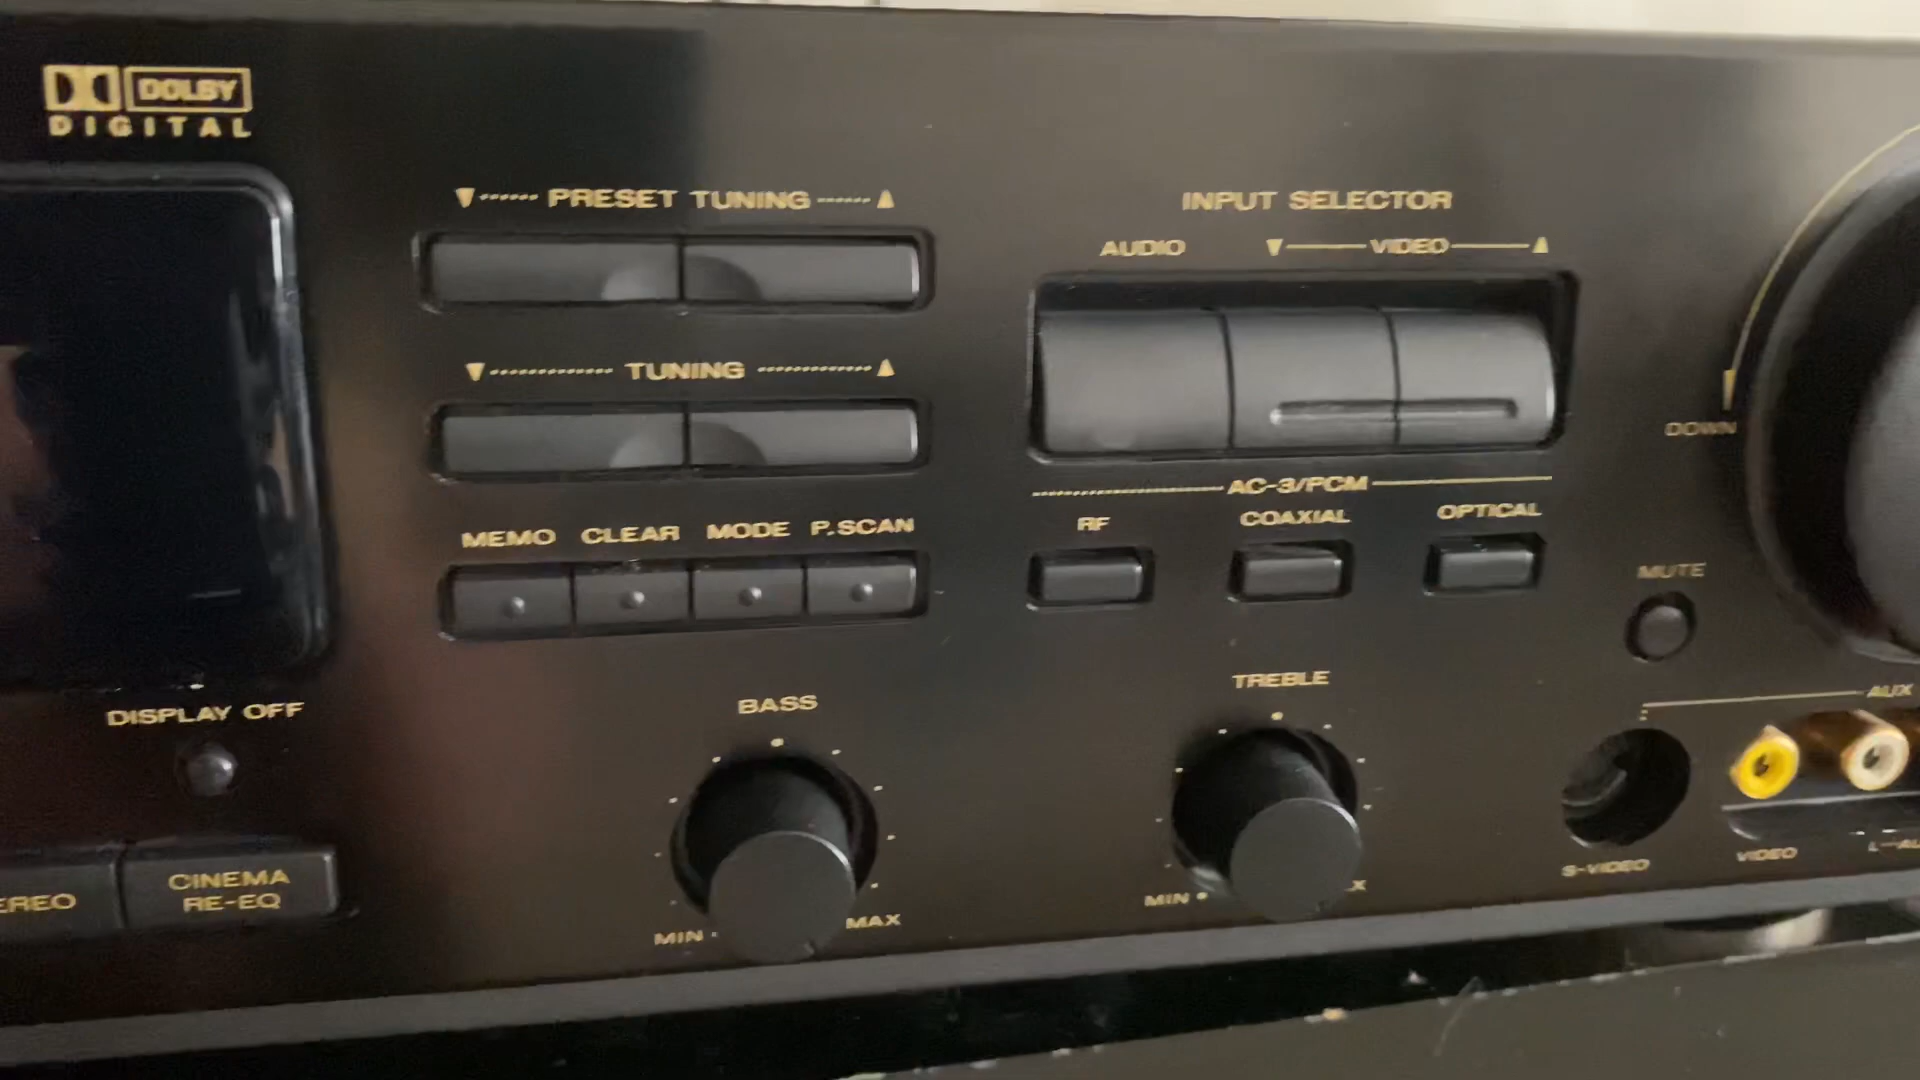 DOLBY
DIGITAL
▼ PRESET TUNING ▲
▼ TUNING ▲
MEMO CLEAR MODE P.SCAN
INPUT SELECTOR
AUDIO ▼ VIDEO ▲
AC-3/PCM
RF COAXIAL OPTICAL
DOWN
MUTE
DISPLAY OFF
CINEMA
RE-EQ
BASS
MIN MAX
TREBLE
MIN
AUX
S-VIDEO VIDEO